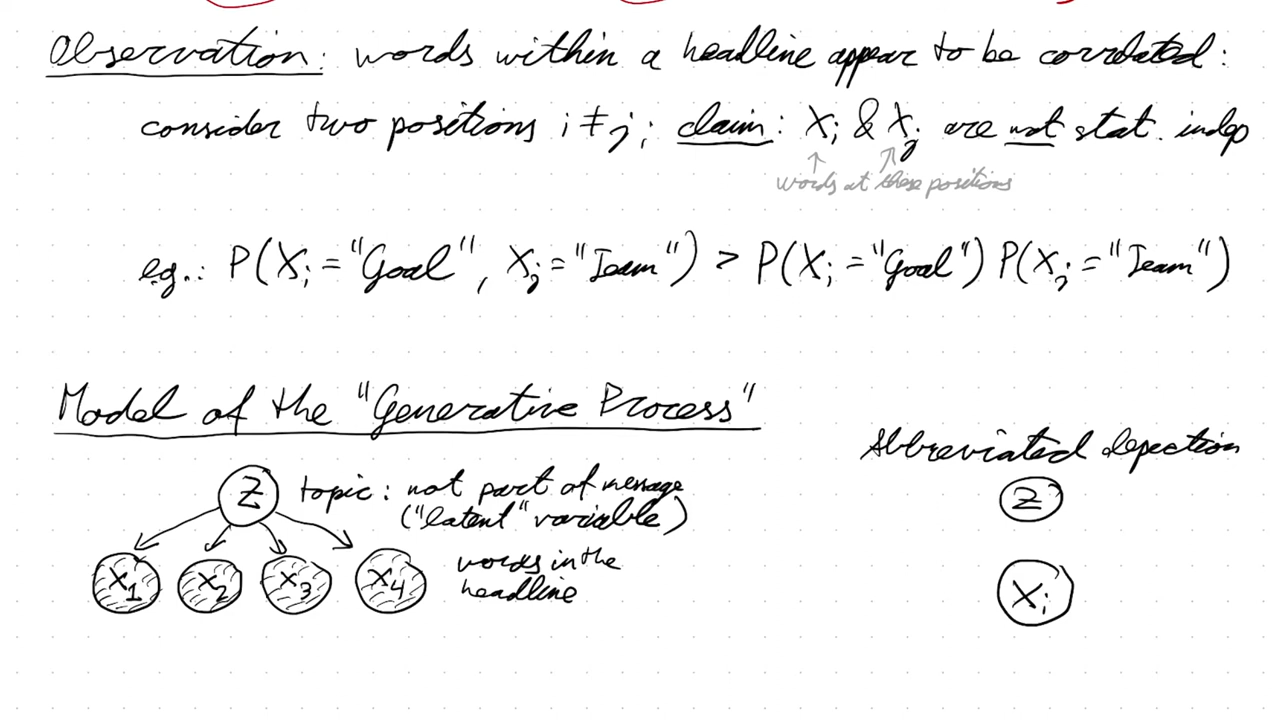 Observation: words within a headline appear to be correlated:
consider two positions i ≠ j; claim: Xi & Xj are not stat. indep
words at these positions
e.g.: P(Xi = "Goal", Xj = "Team") > P(Xi = "Goal") P(Xj = "Team")
Model of the "Generative Process"
Abbreviated depiction
Z topic: not part of message
("latent" variable)
Z
X1 X2 X3 X4 words in the
headline
Xi